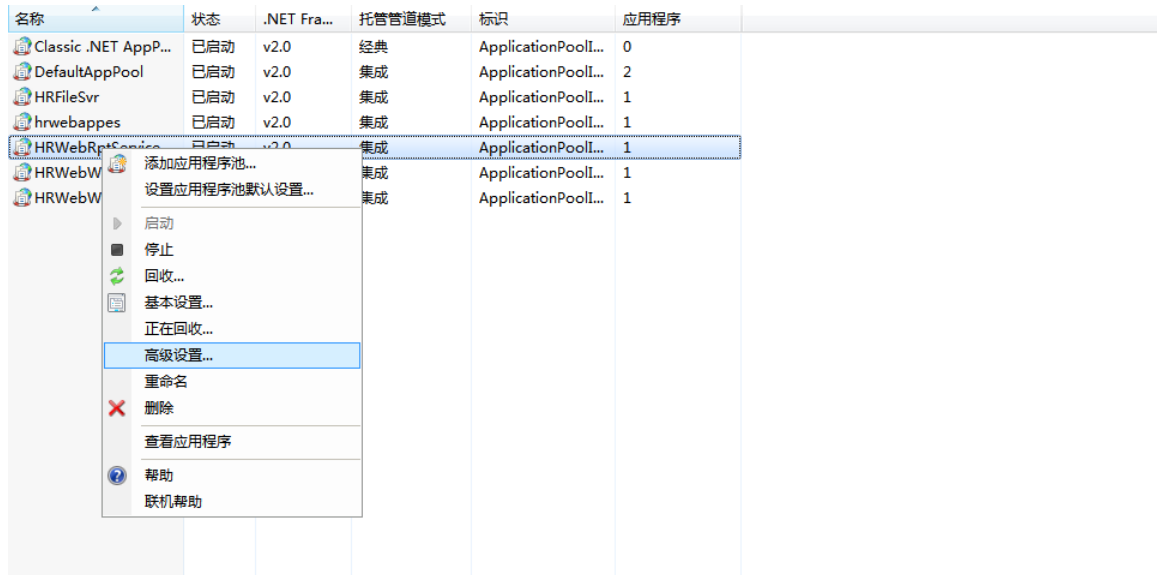 名称 状态 .NET Fra... 托管管道模式 标识 应用程序
Classic .NET AppP... 已启动 v2.0 经典 ApplicationPoolI... 0
DefaultAppPool 已启动 v2.0 集成 ApplicationPoolI... 2
HRFileSvr 已启动 v2.0 集成 ApplicationPoolI... 1
hrwebappes 已启动 v2.0 集成 ApplicationPoolI... 1
HRWebRptService 已启动 v2.0 集成 ApplicationPoolI... 1
HRWebW 集成 ApplicationPoolI... 1
HRWebW 集成 ApplicationPoolI... 1
添加应用程序池...
设置应用程序池默认设置...
启动
停止
回收...
基本设置...
正在回收...
高级设置...
重命名
删除
查看应用程序
帮助
联机帮助